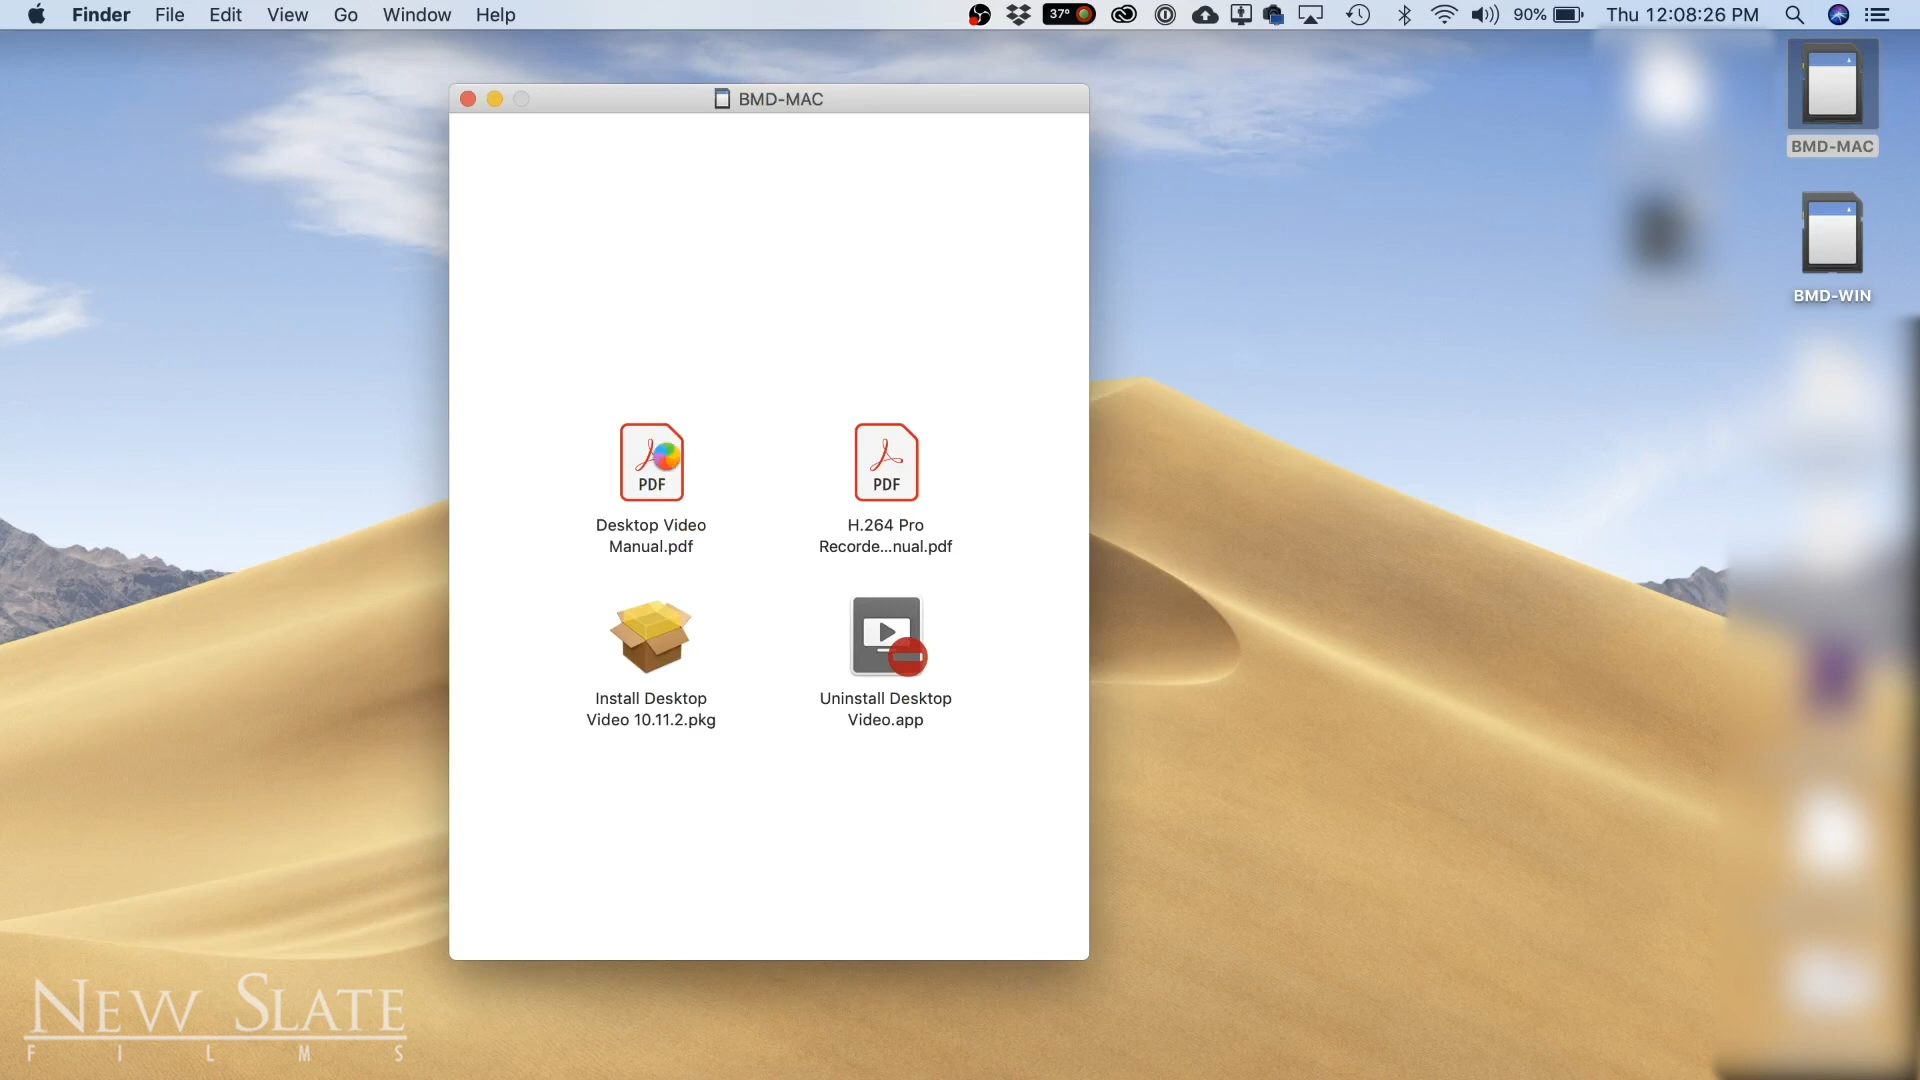 Finder File Edit View Go Window Help 37° 90% Thu 12:08:26 PM
BMD-MAC
BMD-MAC
BMD-WIN
PDF PDF
Desktop Video H.264 Pro
Manual.pdf Recorde...nual.pdf
Install Desktop Uninstall Desktop
Video 10.11.2.pkg Video.app
NEW SLATE
FILMS